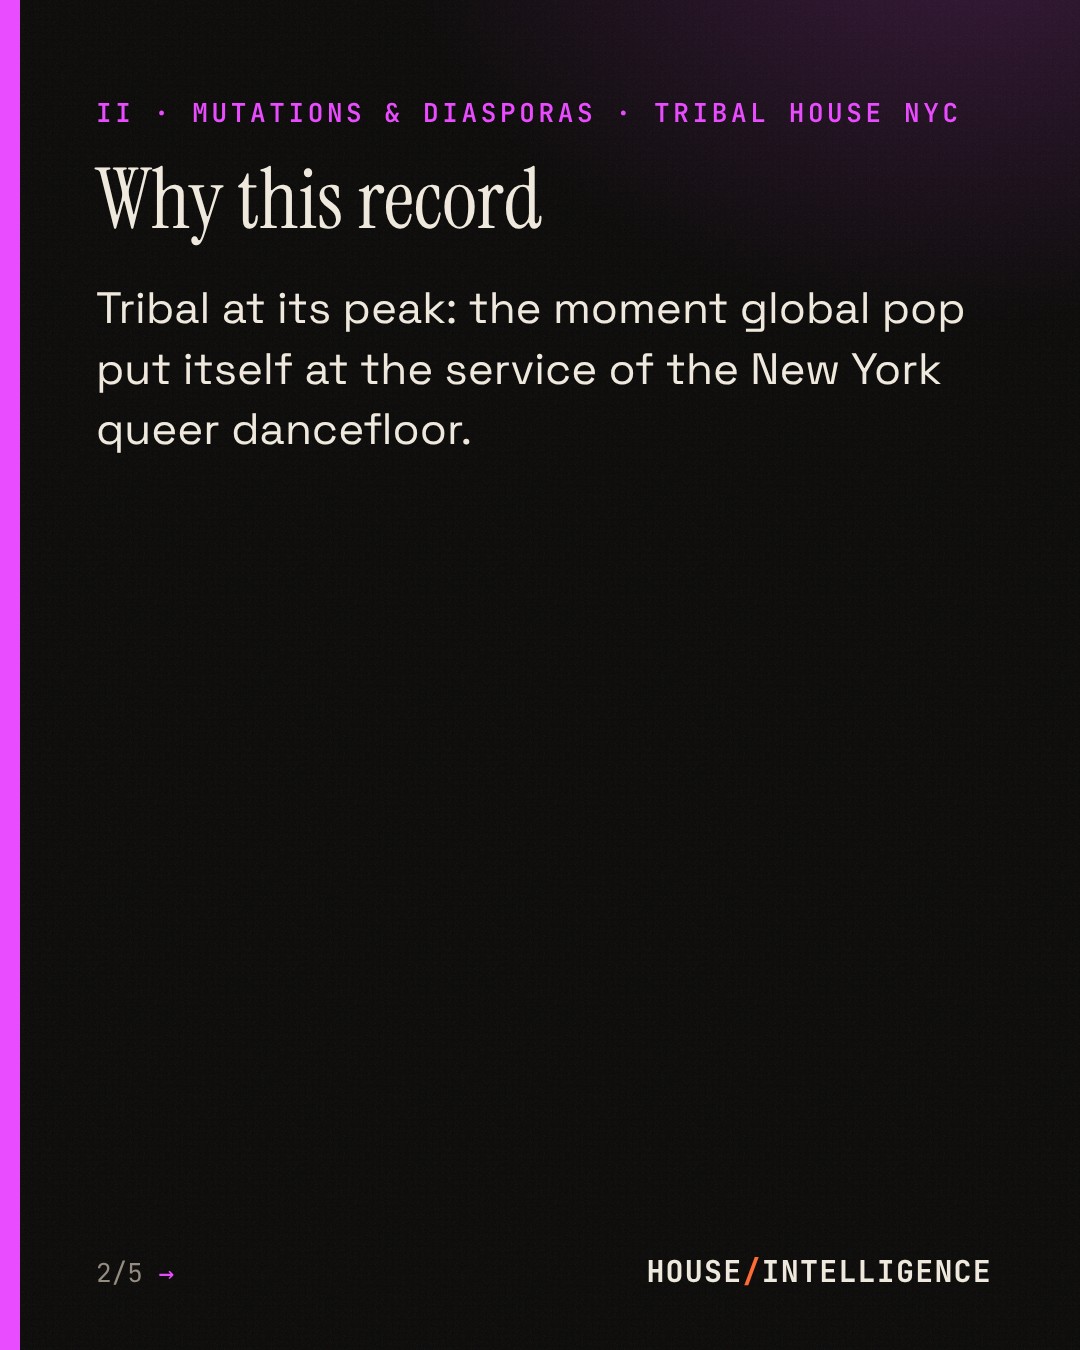 II · MUTATIONS & DIASPORAS · TRIBAL HOUSE NYC
Why this record
Tribal at its peak: the moment global pop
put itself at the service of the New York
queer dancefloor.
2/5 →
HOUSE/INTELLIGENCE